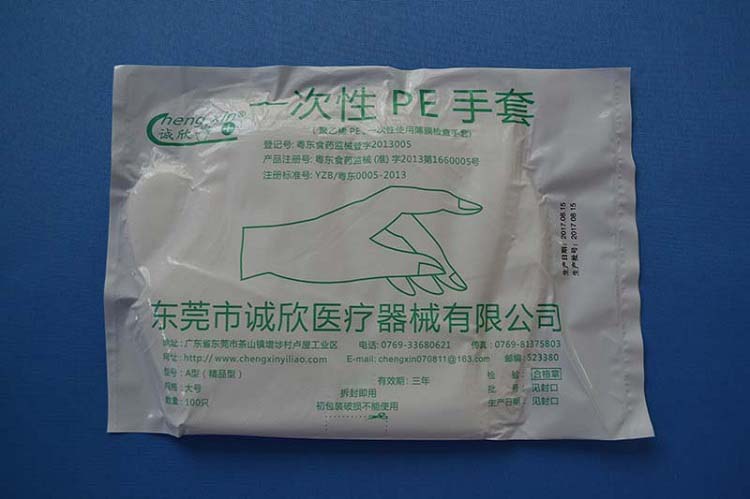 Chengxin®
诚欣
一次性 PE 手套
(聚乙烯 PE、一次性使用薄膜检查手套)
登记号: 粤东食药监械登字2013005
产品注册号: 粤东食药监械 (准) 字2013第1660005号
注册标准号: YZB/粤东0005-2013
生产日期: 2017.08.15
生产批号: 2017.08.15
东莞市诚欣医疗器械有限公司
地址: 广东省东莞市茶山镇增埗村卢屋工业区 电话: 0769-33680621 传真: 0769-81375803
网址: http://www.chengxinyiliao.com E-mail: chengxin070811@163.com 邮编: 523380
型号: A型 (精品型) 有效期: 三年 检 验: 合格章
规格: 大号 拆封即用 批 号: 见封口
数量: 100只 初包装破损不能使用 生产日期: 见封口